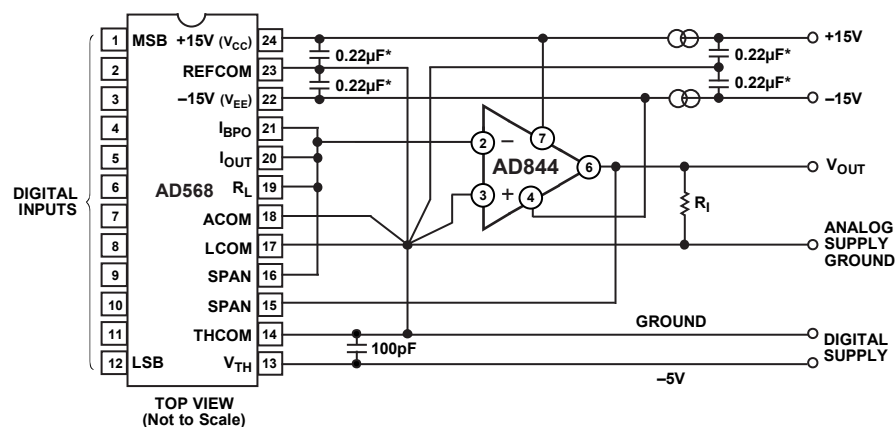 1 MSB +15V (VCC) 24
2 REFCOM 23
3 –15V (VEE) 22
4 IBPO 21
5 IOUT 20
6 RL 19
7 ACOM 18
8 LCOM 17
9 SPAN 16
10 SPAN 15
11 THCOM 14
12 LSB VTH 13
DIGITAL
INPUTS
AD568
TOP VIEW
(Not to Scale)
0.22µF*
0.22µF*
100pF
2 –
3 +
7
4
6
AD844
RI
0.22µF*
0.22µF*
+15V
–15V
VOUT
ANALOG
SUPPLY
GROUND
GROUND
–5V
DIGITAL
SUPPLY